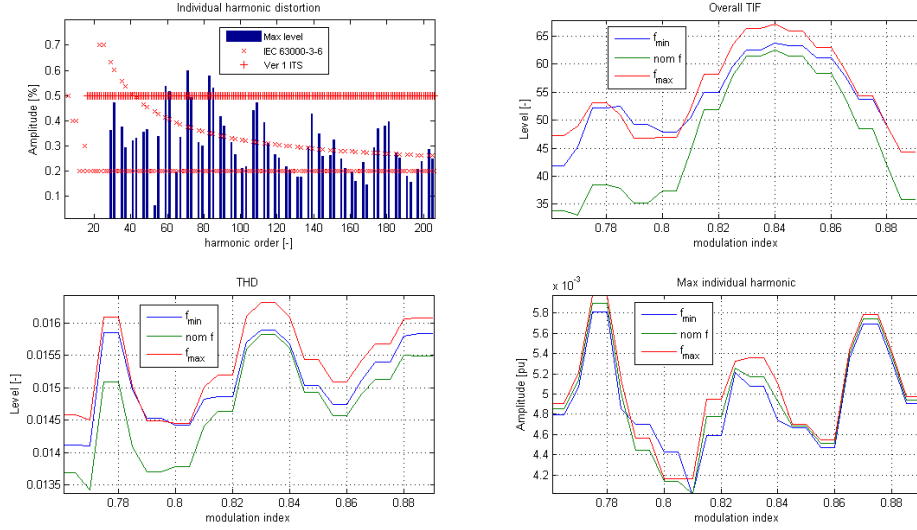 Individual harmonic distortion
Amplitude [%]
0.7
0.6
0.5
0.4
0.3
0.2
0.1
Max level
IEC 63000-3-6
Ver 1 ITS
20 40 60 80 100 120 140 160 180 200
harmonic order [-]
Overall TIF
Level [-]
65
60
55
50
45
40
35
f_min
nom f
f_max
0.78 0.8 0.82 0.84 0.86 0.88
modulation index
THD
Level [-]
0.016
0.0155
0.015
0.0145
0.014
0.0135
f_min
nom f
f_max
0.78 0.8 0.82 0.84 0.86 0.88
modulation index
Max individual harmonic
x 10^-3
Amplitude [pu]
5.8
5.6
5.4
5.2
5
4.8
4.6
4.4
4.2
f_min
nom f
f_max
0.78 0.8 0.82 0.84 0.86 0.88
modulation index